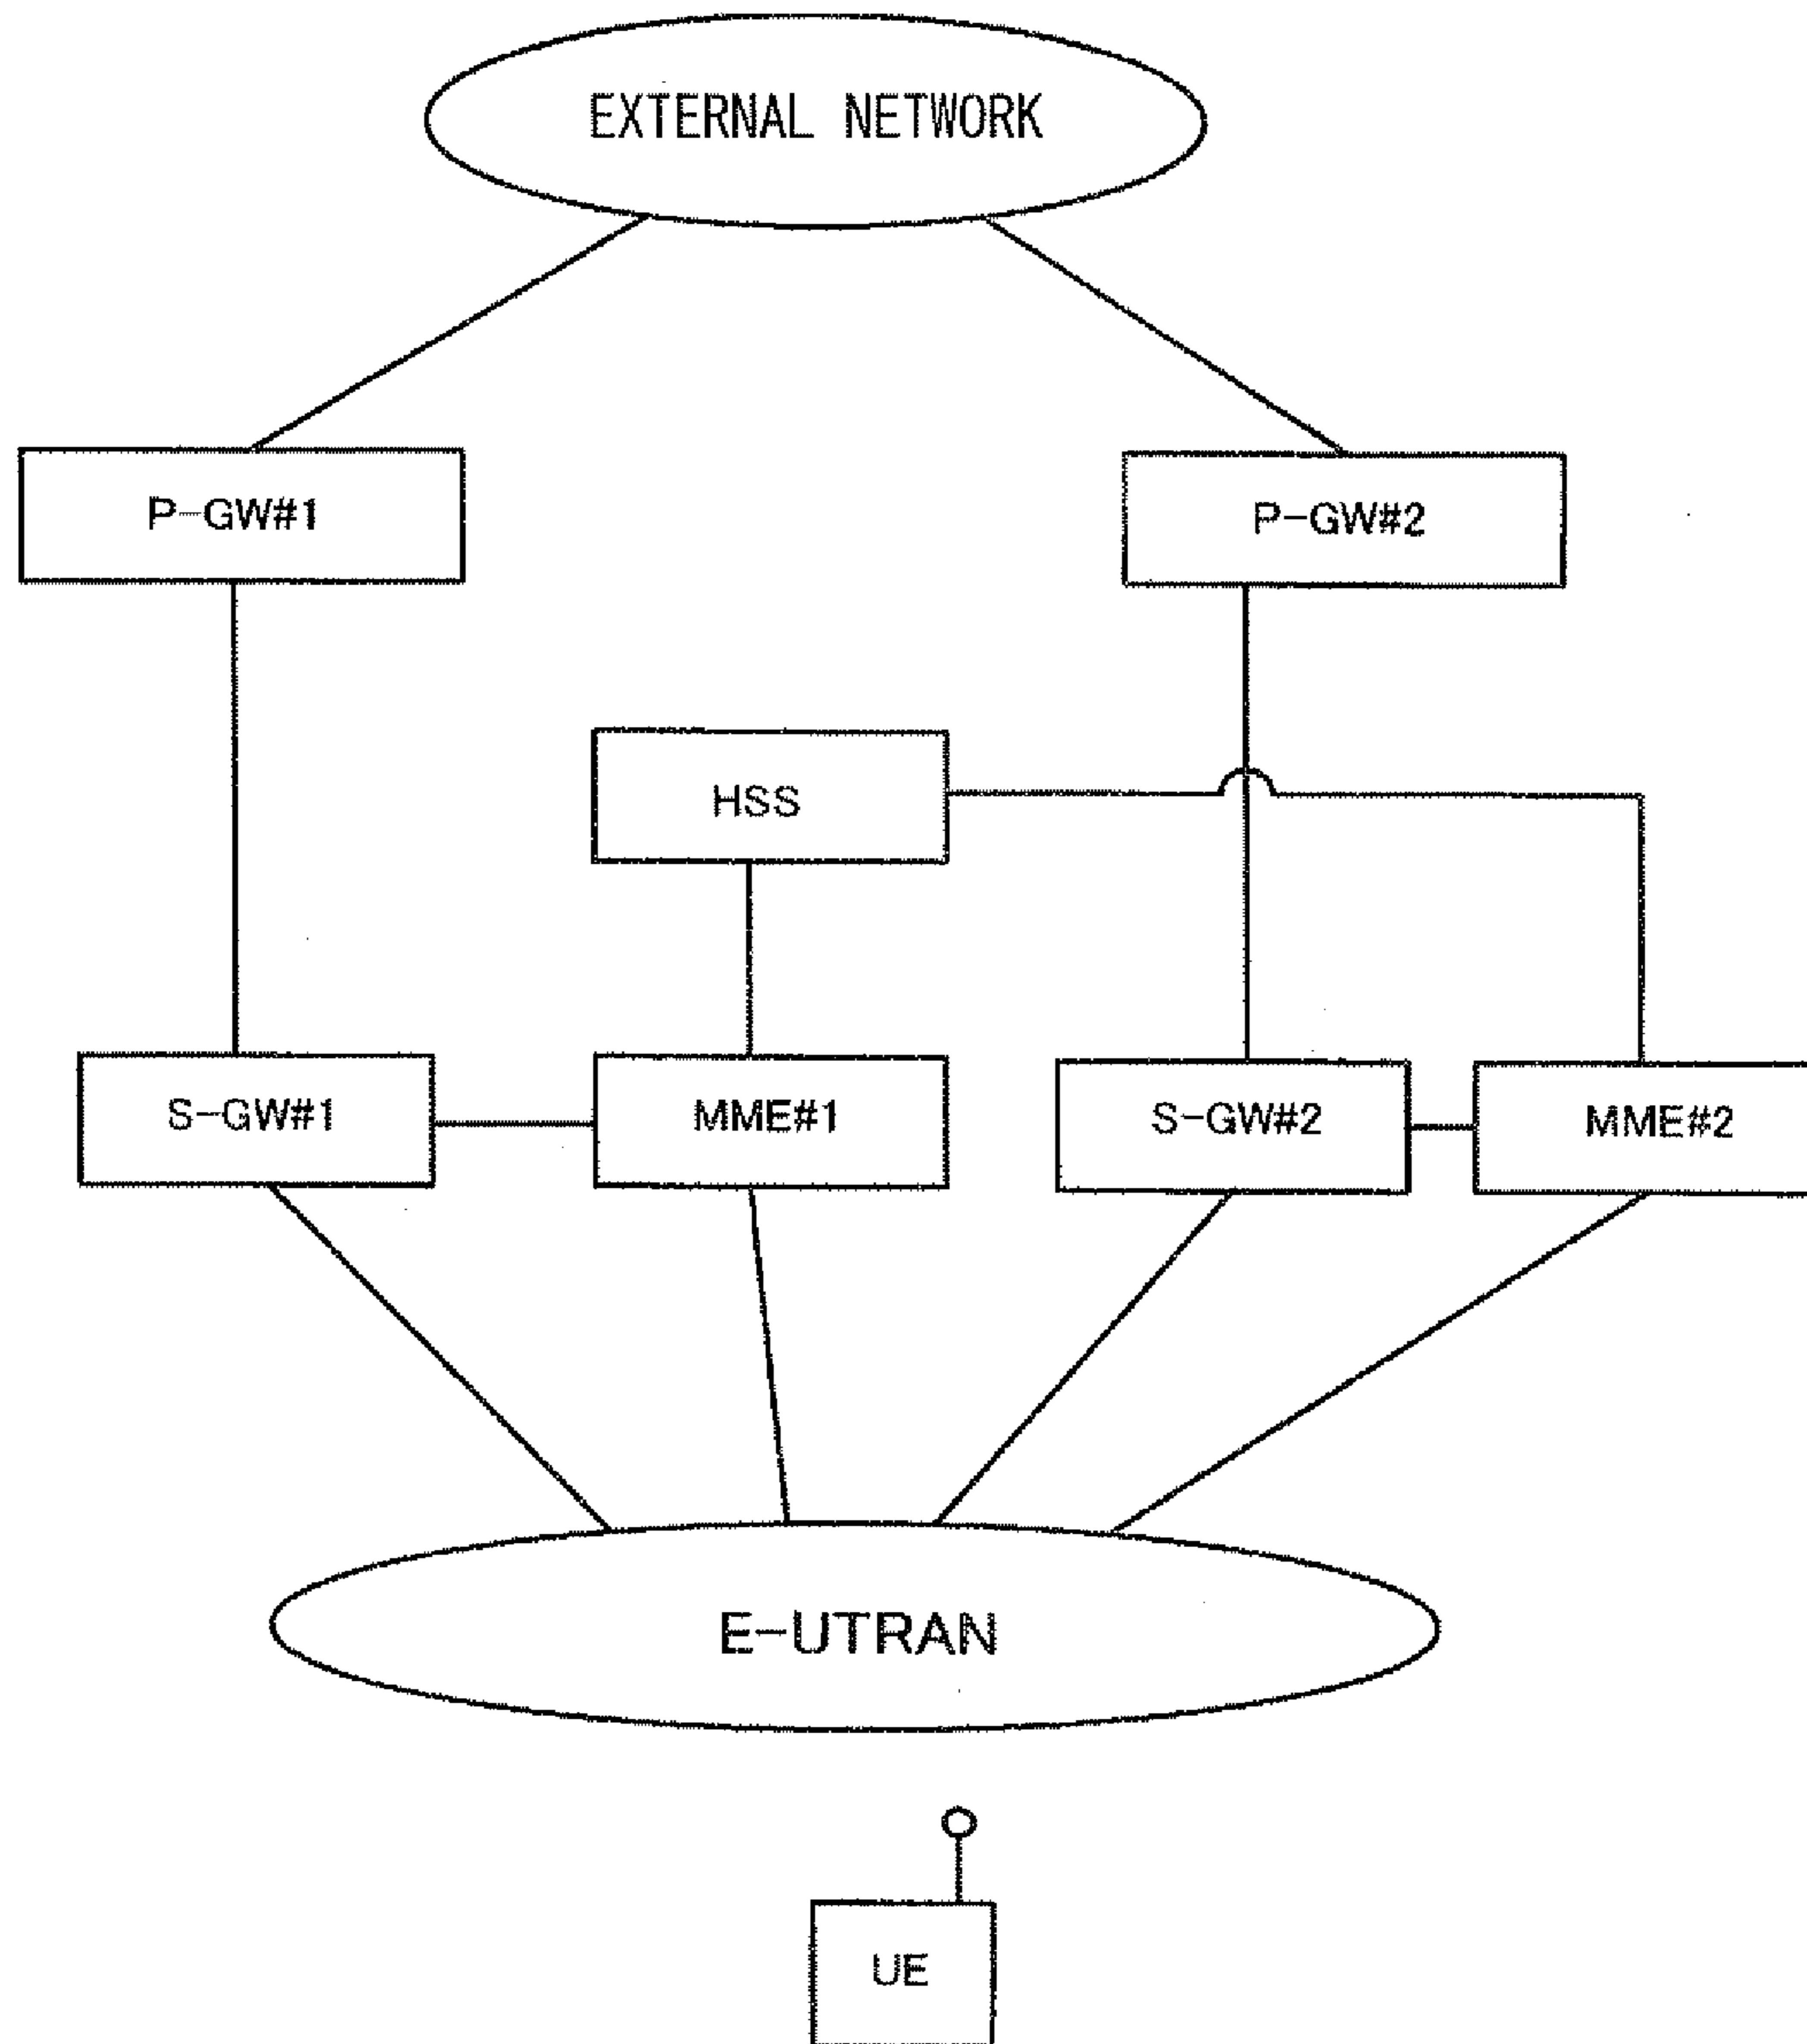 EXTERNAL NETWORK
P-GW#1
P-GW#2
HSS
S-GW#1
MME#1
S-GW#2
MME#2
E-UTRAN
UE